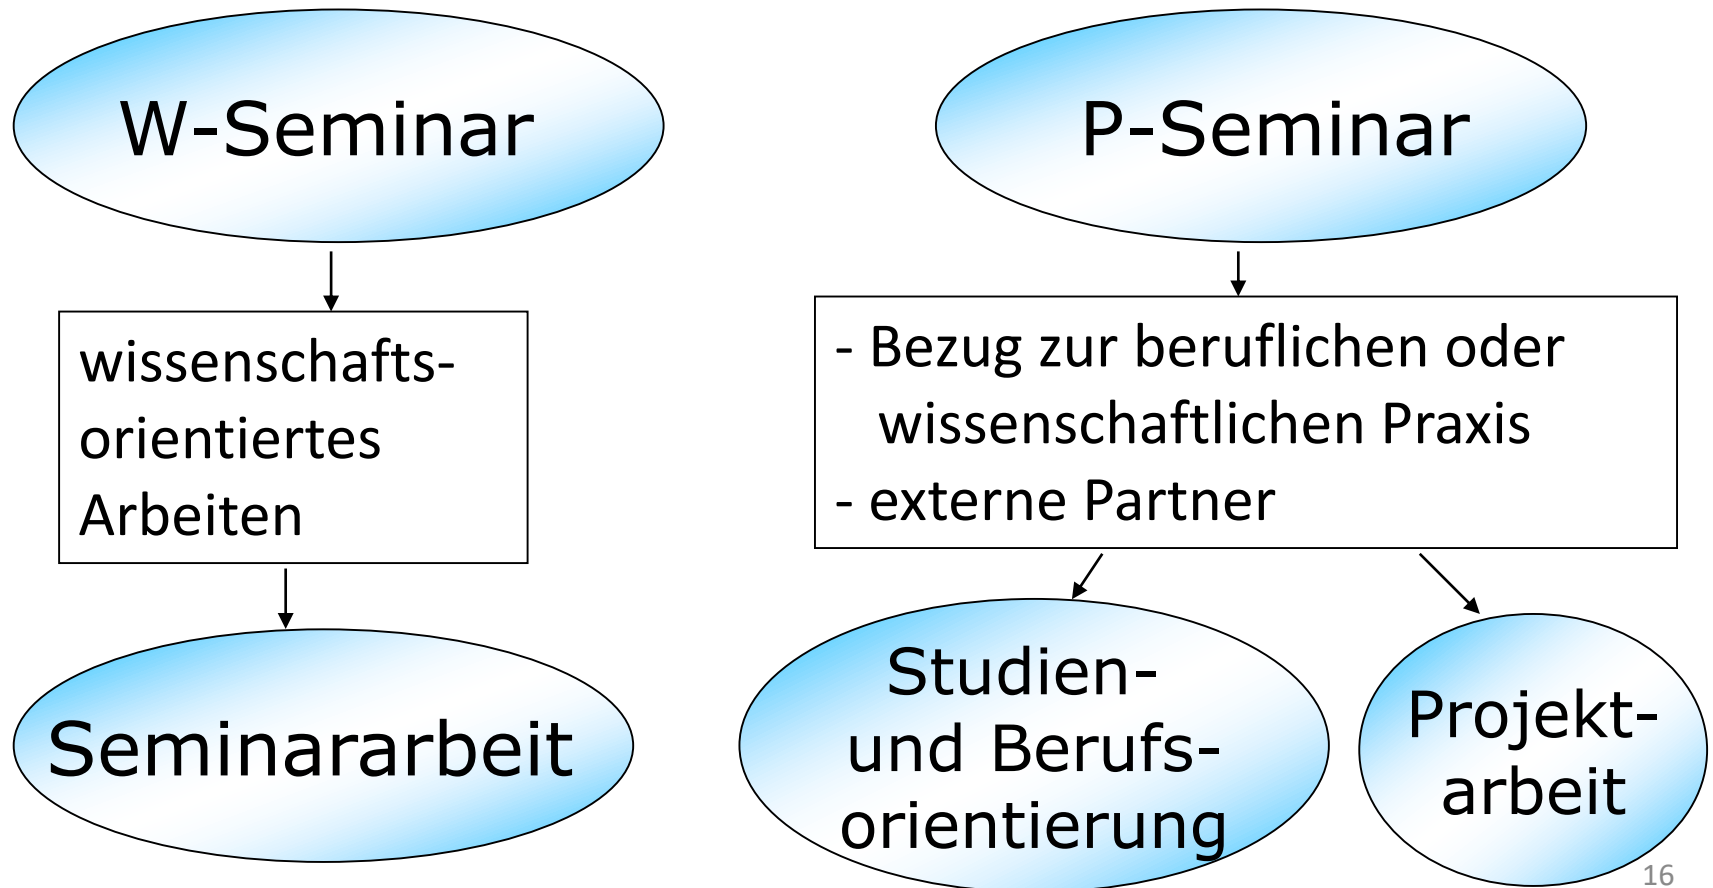 W-Seminar
wissenschafts-
orientiertes
Arbeiten
Seminararbeit
P-Seminar
- Bezug zur beruflichen oder
wissenschaftlichen Praxis
- externe Partner
Studien-
und Berufs-
orientierung
Projekt-
arbeit
16